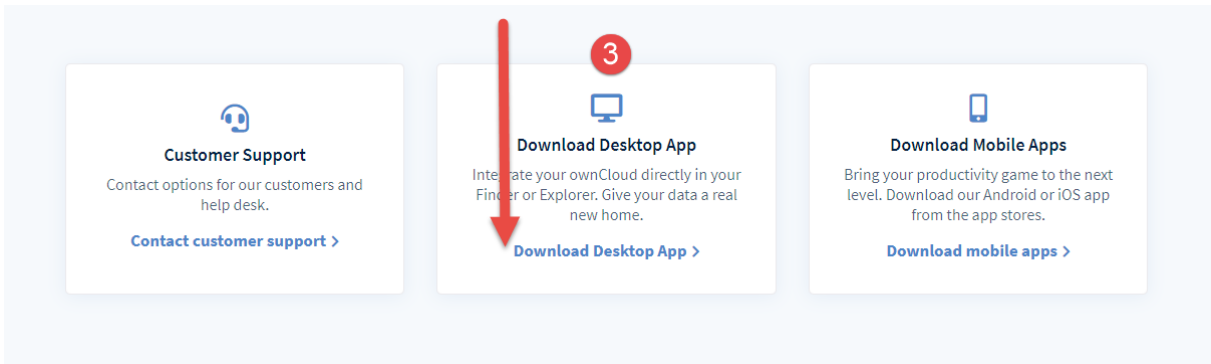 3
Customer Support
Contact options for our customers and
help desk.
Contact customer support >
Download Desktop App
Integrate your ownCloud directly in your
Finder or Explorer. Give your data a real
new home.
Download Desktop App >
Download Mobile Apps
Bring your productivity game to the next
level. Download our Android or iOS app
from the app stores.
Download mobile apps >